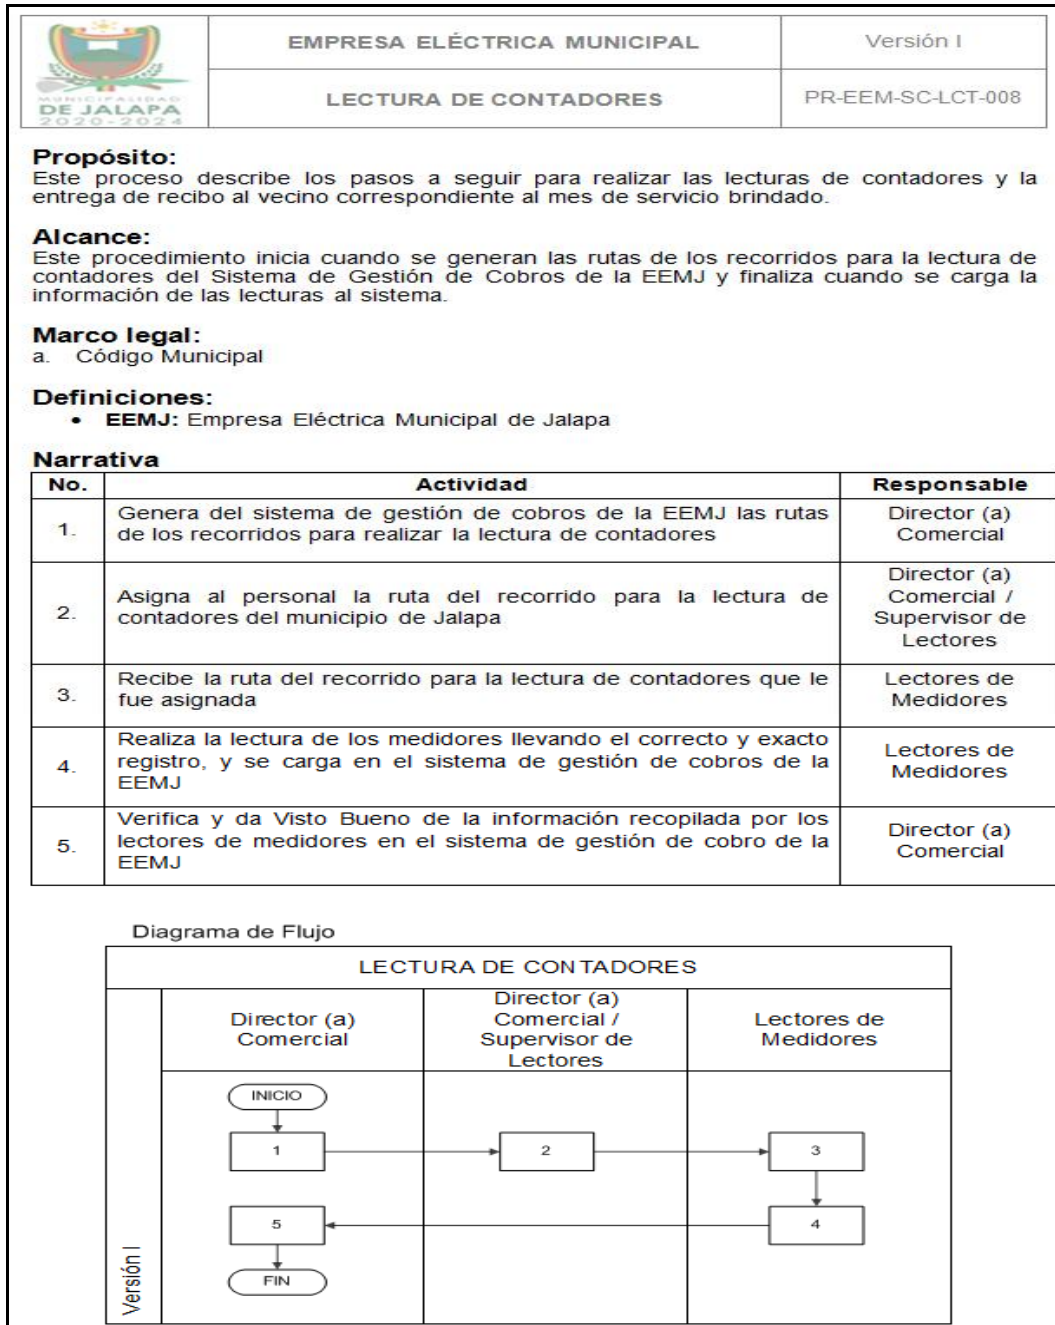 MUNICIPALIDAD
DE JALAPA
2020-2024
EMPRESA ELÉCTRICA MUNICIPAL
Versión I
LECTURA DE CONTADORES
PR-EEM-SC-LCT-008
Propósito:
Este proceso describe los pasos a seguir para realizar las lecturas de contadores y la
entrega de recibo al vecino correspondiente al mes de servicio brindado.
Alcance:
Este procedimiento inicia cuando se generan las rutas de los recorridos para la lectura de
contadores del Sistema de Gestión de Cobros de la EEMJ y finaliza cuando se carga la
información de las lecturas al sistema.
Marco legal:
a. Código Municipal
Definiciones:
• EEMJ: Empresa Eléctrica Municipal de Jalapa
Narrativa
No. Actividad Responsable
1. Genera del sistema de gestión de cobros de la EEMJ las rutas
de los recorridos para realizar la lectura de contadores
Director (a)
Comercial
2. Asigna al personal la ruta del recorrido para la lectura de
contadores del municipio de Jalapa
Director (a)
Comercial /
Supervisor de
Lectores
3. Recibe la ruta del recorrido para la lectura de contadores que le
fue asignada
Lectores de
Medidores
4. Realiza la lectura de los medidores llevando el correcto y exacto
registro, y se carga en el sistema de gestión de cobros de la
EEMJ
Lectores de
Medidores
5. Verifica y da Visto Bueno de la información recopilada por los
lectores de medidores en el sistema de gestión de cobro de la
EEMJ
Director (a)
Comercial
Diagrama de Flujo
LECTURA DE CONTADORES
Director (a)
Comercial
Director (a)
Comercial /
Supervisor de
Lectores
Lectores de
Medidores
INICIO
1
2
3
5
4
FIN
Versión I